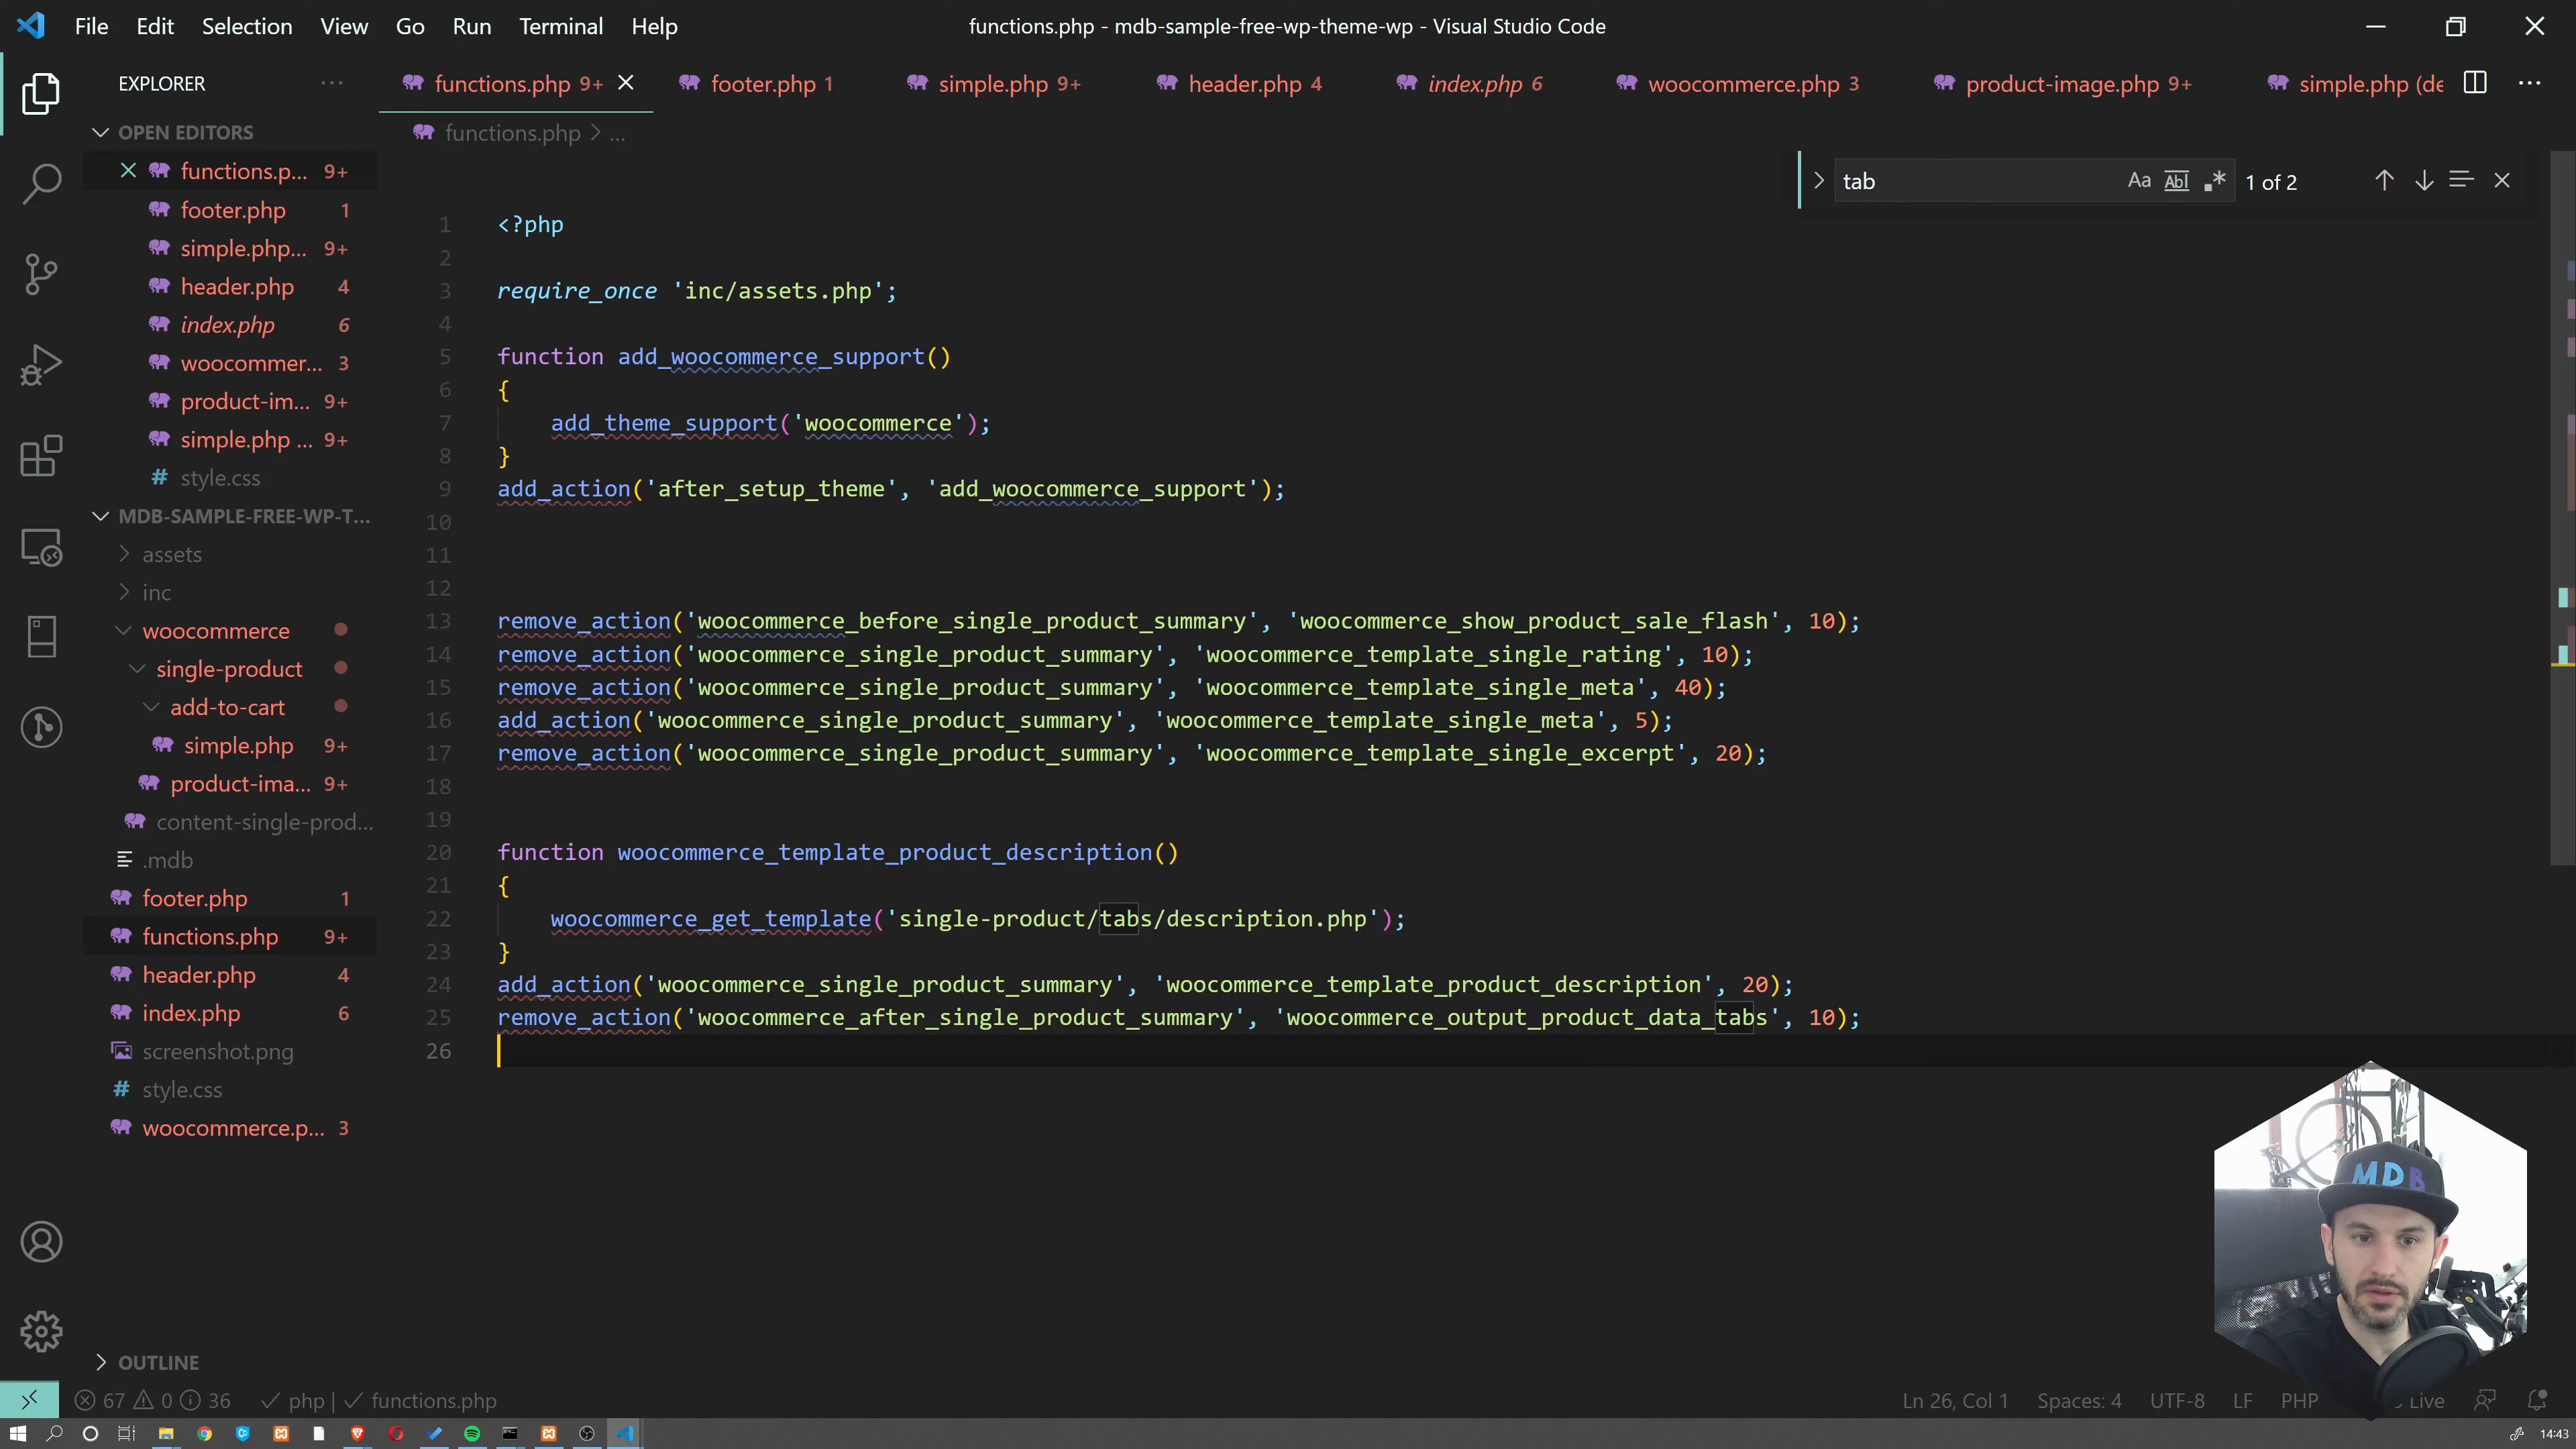 File Edit Selection View Go Run Terminal Help
functions.php - mdb-sample-free-wp-theme-wp - Visual Studio Code
EXPLORER
functions.php 9+
footer.php 1
simple.php 9+
header.php 4
index.php 6
woocommerce.php 3
product-image.php 9+
simple.php (de
functions.php > ...
tab
Aa Abl .* 1 of 2
OPEN EDITORS
functions.p... 9+
footer.php 1
simple.php... 9+
header.php 4
index.php 6
woocommer... 3
product-im... 9+
simple.php ... 9+
# style.css
MDB-SAMPLE-FREE-WP-T...
assets
inc
woocommerce
single-product
add-to-cart
simple.php 9+
product-ima... 9+
content-single-prod...
.mdb
footer.php 1
functions.php 9+
header.php 4
index.php 6
screenshot.png
# style.css
woocommerce.p... 3
OUTLINE
1 <?php
2
3 require_once 'inc/assets.php';
4
5 function add_woocommerce_support()
6 {
7 add_theme_support('woocommerce');
8 }
9 add_action('after_setup_theme', 'add_woocommerce_support');
10
11
12
13 remove_action('woocommerce_before_single_product_summary', 'woocommerce_show_product_sale_flash', 10);
14 remove_action('woocommerce_single_product_summary', 'woocommerce_template_single_rating', 10);
15 remove_action('woocommerce_single_product_summary', 'woocommerce_template_single_meta', 40);
16 add_action('woocommerce_single_product_summary', 'woocommerce_template_single_meta', 5);
17 remove_action('woocommerce_single_product_summary', 'woocommerce_template_single_excerpt', 20);
18
19
20 function woocommerce_template_product_description()
21 {
22 woocommerce_get_template('single-product/tabs/description.php');
23 }
24 add_action('woocommerce_single_product_summary', 'woocommerce_template_product_description', 20);
25 remove_action('woocommerce_after_single_product_summary', 'woocommerce_output_product_data_tabs', 10);
26
MDB
67 0 36 php | functions.php
Ln 26, Col 1 Spaces: 4 UTF-8 LF PHP Live
14:43